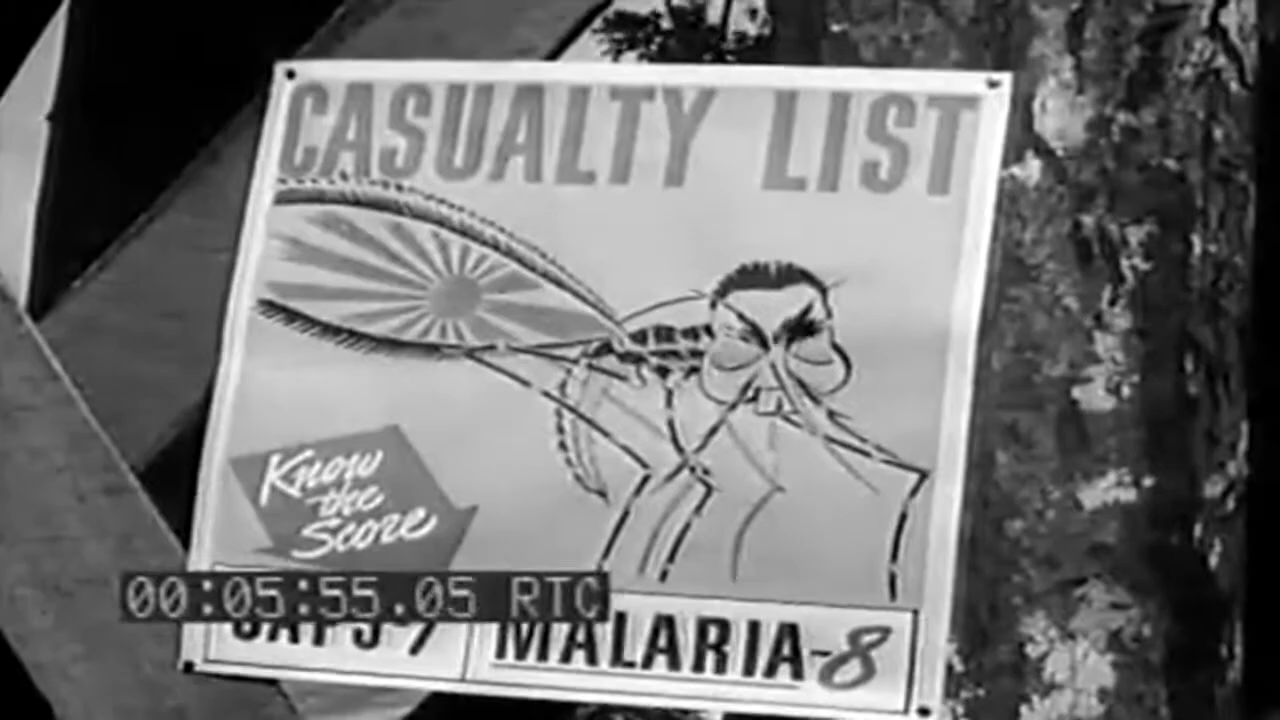 CASUALTY LIST
Know
the
Score
00:05:55.05 RTC
MALARIA-8